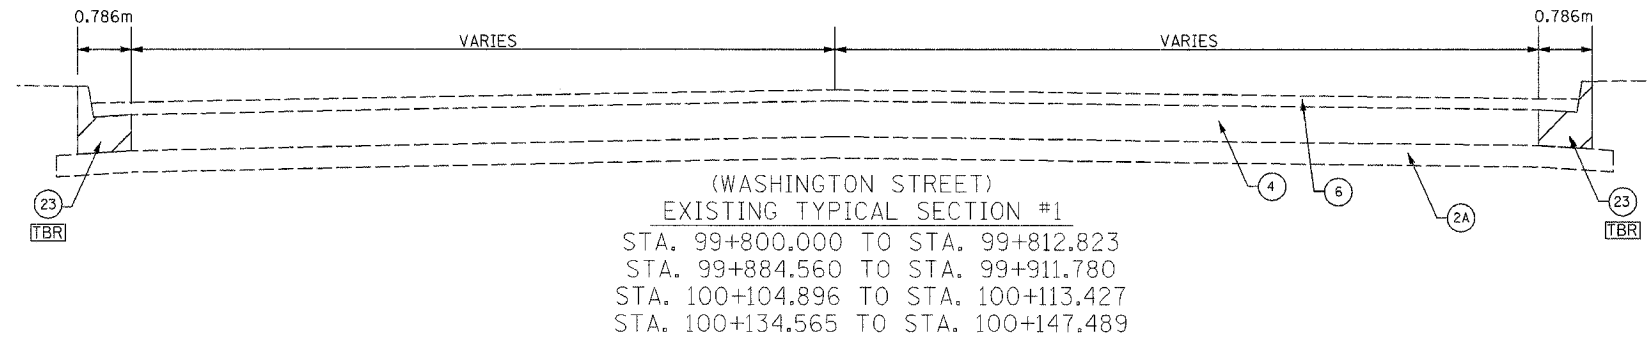 0.786m 0.786m
VARIES VARIES
4 6
23 2A 23
TBR TBR
(WASHINGTON STREET)
EXISTING TYPICAL SECTION #1
STA. 99+800.000 TO STA. 99+812.823
STA. 99+884.560 TO STA. 99+911.780
STA. 100+104.896 TO STA. 100+113.427
STA. 100+134.565 TO STA. 100+147.489